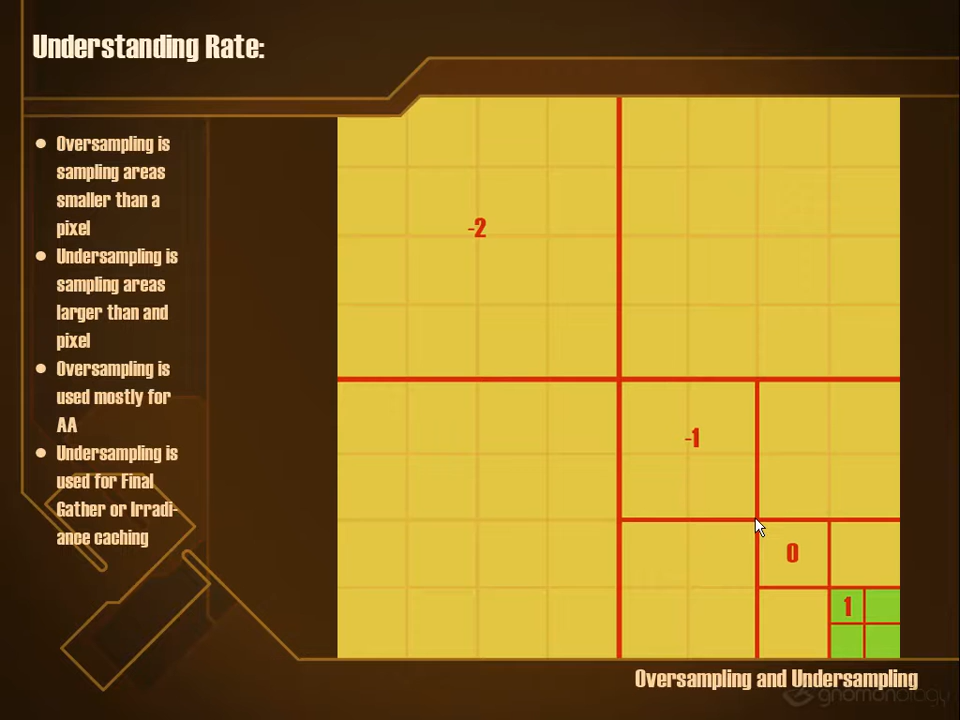 Understanding Rate:
• Oversampling is
sampling areas
smaller than a
pixel
• Undersampling is
sampling areas
larger than and
pixel
• Oversampling is
used mostly for
AA
• Undersampling is
used for Final
Gather or Irradi-
ance caching
-2
-1
0
1
Oversampling and Undersampling
gnomonology